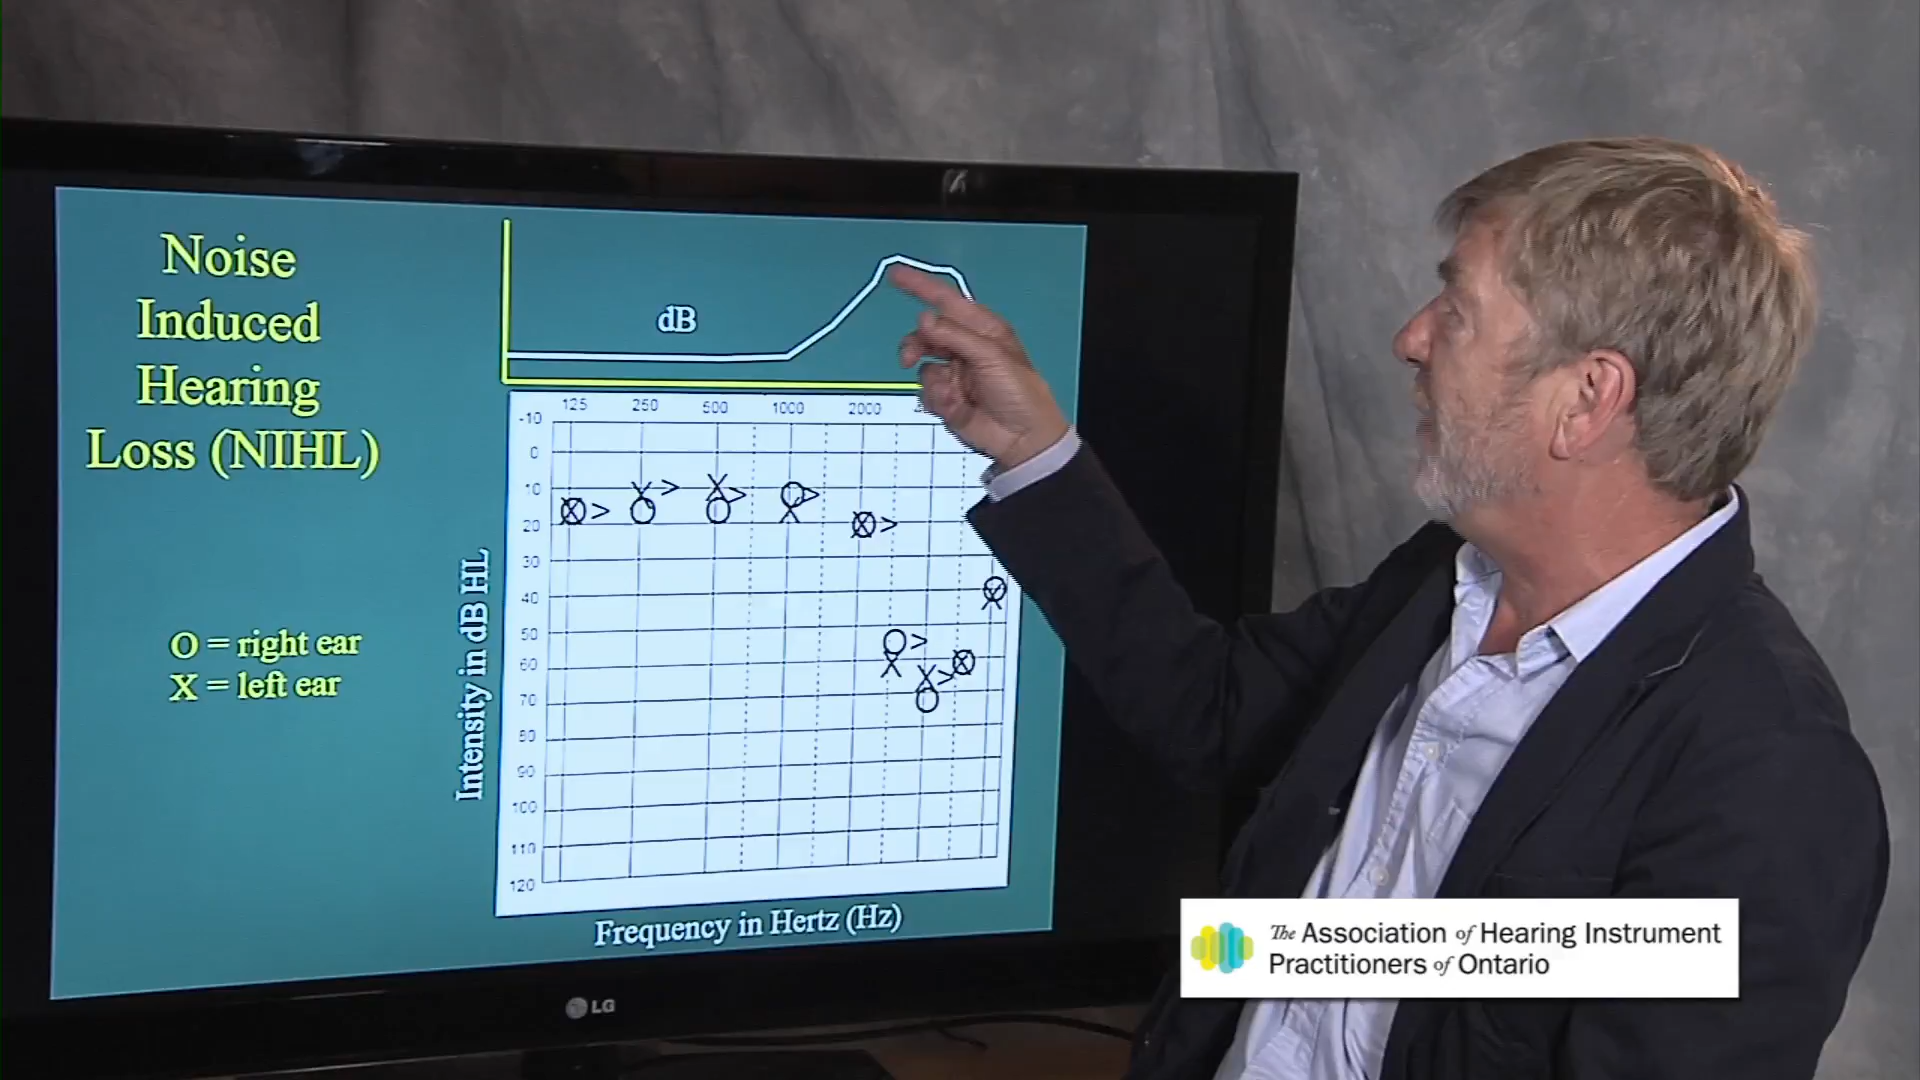 Noise
Induced
Hearing
Loss (NIHL)
O = right ear
X = left ear
dB
125 250 500 1000 2000
-10
0
10
20
30
40
50
60
70
80
90
100
110
120
Intensity in dB HL
Frequency in Hertz (Hz)
LG
The Association of Hearing Instrument
Practitioners of Ontario